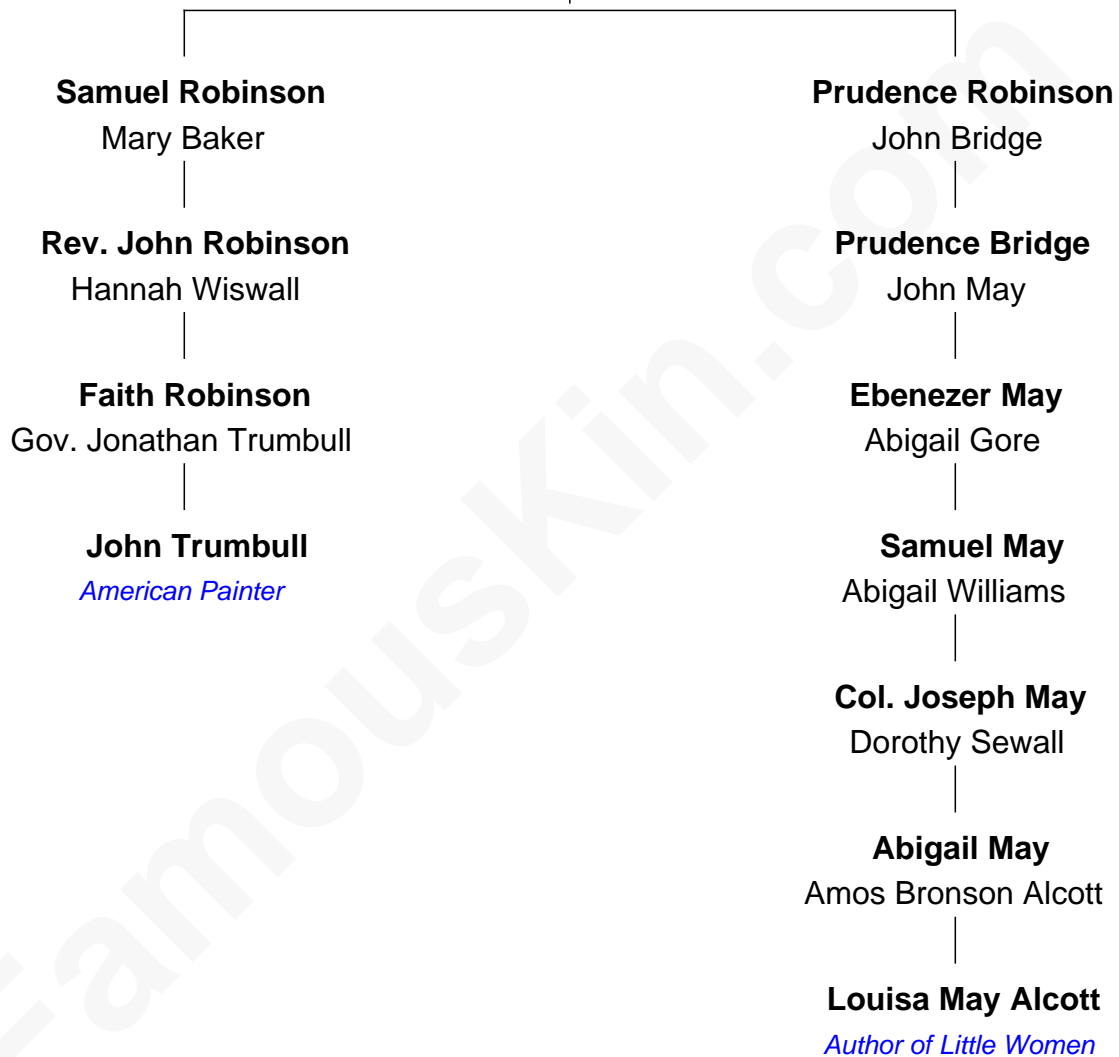 Samuel Robinson
Mary Baker
Rev. John Robinson
Hannah Wiswall
Faith Robinson
Gov. Jonathan Trumbull
John Trumbull
American Painter
Prudence Robinson
John Bridge
Prudence Bridge
John May
Ebenezer May
Abigail Gore
Samuel May
Abigail Williams
Col. Joseph May
Dorothy Sewall
Abigail May
Amos Bronson Alcott
Louisa May Alcott
Author of Little Women
FamousKin.com